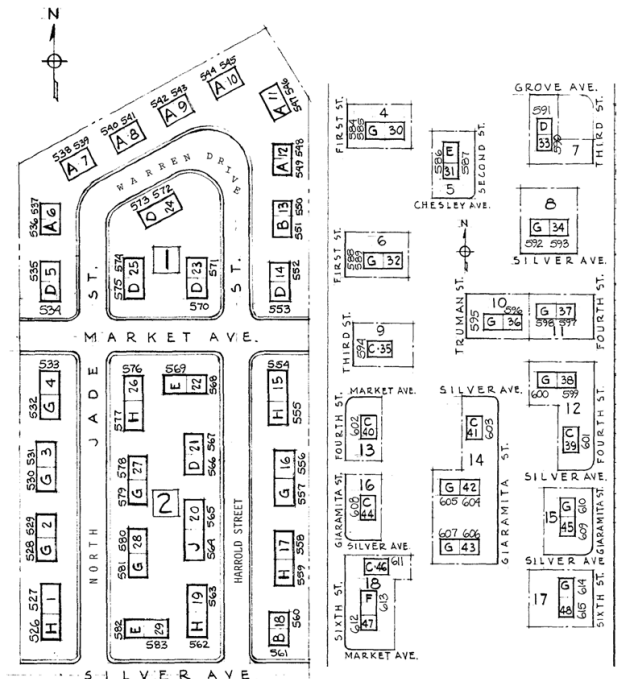 N
544 545
542 543
A 10
540 541
A 9
546
547
A 11
538 539
A 8
A 7
WARREN DRIVE
A 12
548
549
573 572
D 24
536 537
A 6
B 13
550
551
535
D 5
534
ST.
574
575
D 25
1
D 23
571
570
ST.
D 14
552
553
MARKET AVE.
533
G 4
532
JADE
576
H 26
577
569
E 22
568
554
H 15
555
530 531
G 3
578
G 27
579
D 21
567
566
G 16
556
557
2
528 529
G 2
580
G 28
581
J 20
565
564
HARROLD STREET
H 17
558
559
NORTH
526 527
H 1
582
E 29
583
H 19
563
562
B 18
560
561
SILVER AVE
FIRST ST.
4
584
585
G 30
586
E
31
587
5
SECOND ST.
CHESLEY AVE.
GROVE AVE.
591
D
33
7
THIRD ST.
8
G 34
592 593
SILVER AVE.
FIRST ST.
6
588
589
G 32
N
TRUMAN ST.
10
595
596
G 36
G 37
598 597
11
FOURTH ST.
THIRD ST.
9
594
C·35
G 38
600 599
12
C
39
601
FOURTH ST.
SILVER AVE.
MARKET AVE.
FOURTH ST.
602
C
40
13
SILVER AVE.
C
41
603
14
G 42
605 604
607 606
G 43
GIARAMITA ST.
GIARAMITA ST.
16
608
C
44
SILVER AVE.
15
G
45
610
609
GIARAMITA ST.
SILVER AVE
C·46
611
18
F
47
612
613
SIXTH ST.
MARKET AVE.
17
G
48
614
615
SIXTH ST.